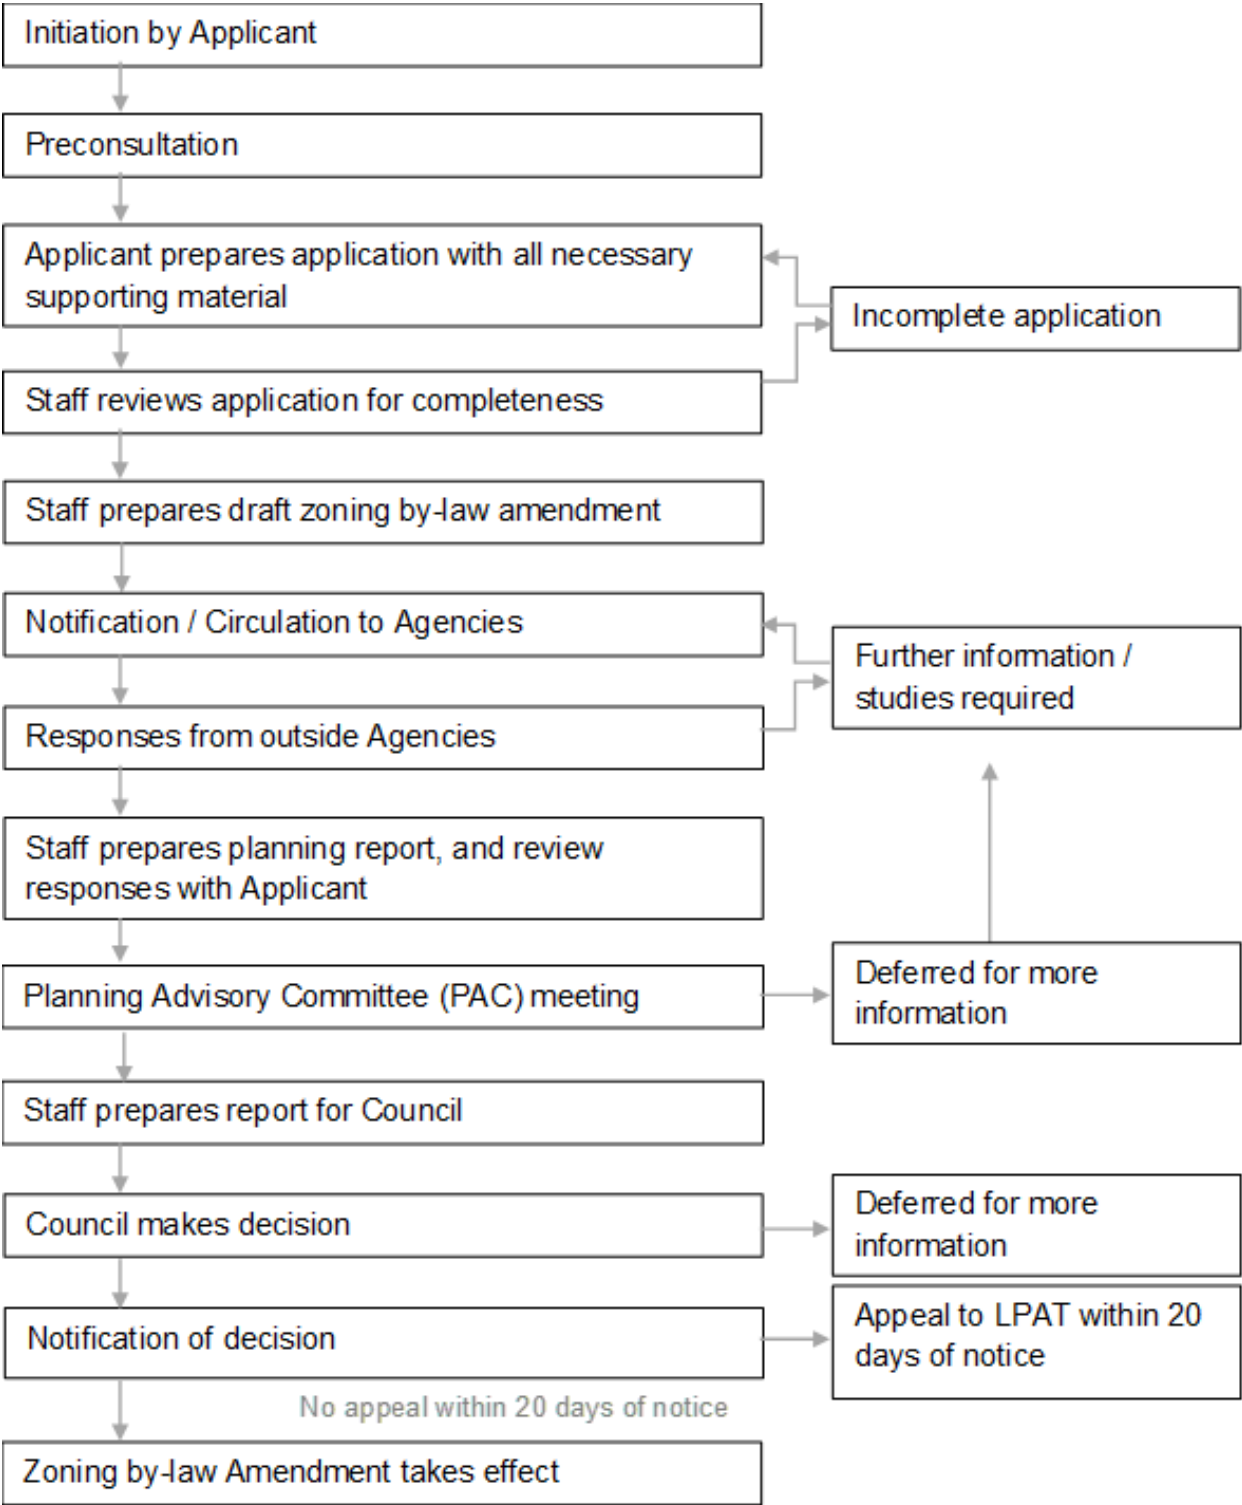 Initiation by Applicant
Preconsultation
Applicant prepares application with all necessary
supporting material
Incomplete application
Staff reviews application for completeness
Staff prepares draft zoning by-law amendment
Notification / Circulation to Agencies
Further information /
studies required
Responses from outside Agencies
Staff prepares planning report, and review
responses with Applicant
Planning Advisory Committee (PAC) meeting
Deferred for more
information
Staff prepares report for Council
Council makes decision
Deferred for more
information
Notification of decision
Appeal to LPAT within 20
days of notice
No appeal within 20 days of notice
Zoning by-law Amendment takes effect